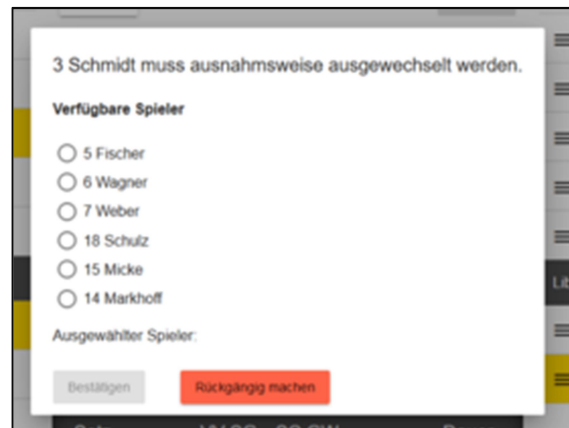 3 Schmidt muss ausnahmsweise ausgewechselt werden.
Verfügbare Spieler
5 Fischer
6 Wagner
7 Weber
18 Schulz
15 Micke
14 Markhoff
Lib
Ausgewählter Spieler:
Bestätigen Rückgängig machen